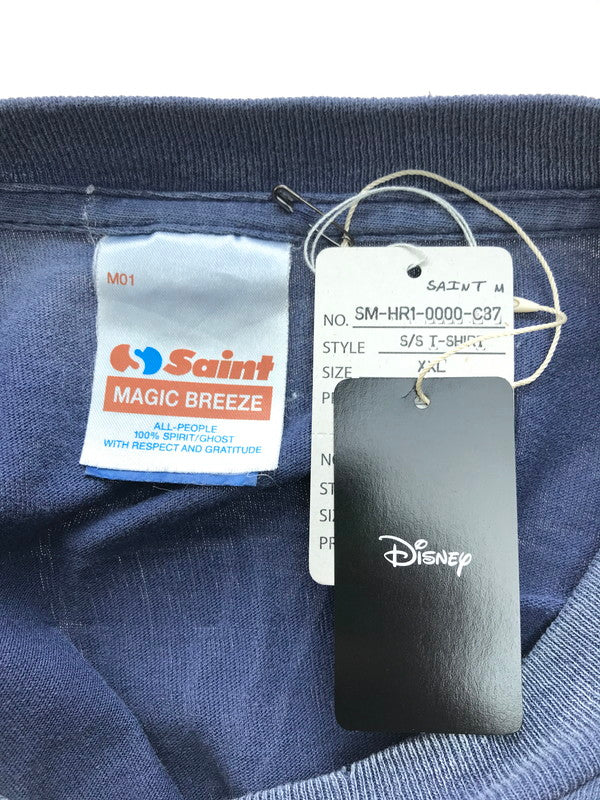 M01
Saint
MAGIC BREEZE
ALL-PEOPLE
100% SPIRIT/GHOST
WITH RESPECT AND GRATITUDE
SAINT M
NO. SM-HR1-0000-C37
STYLE S/S T-SHIRT
SIZE XXL
Disney